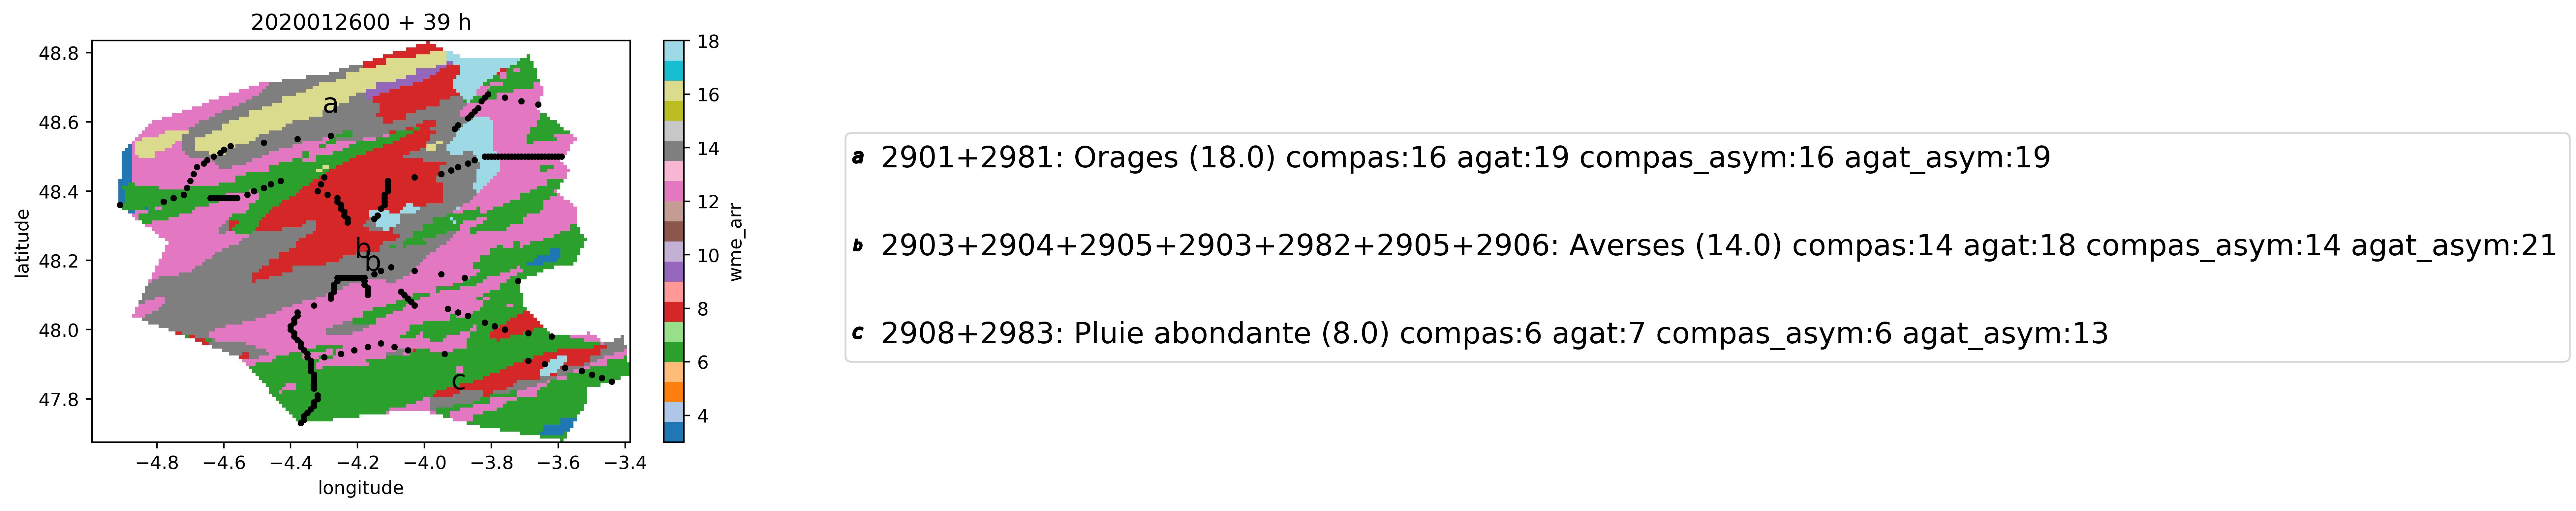 2020012600 + 39 h
48.8
48.6
48.4
48.2
48.0
47.8
latitude
−4.8 −4.6 −4.4 −4.2 −4.0 −3.8 −3.6 −3.4
longitude
a
b
b
c
18
16
14
12
10
8
6
4
wme_arr
a 2901+2981: Orages (18.0) compas:16 agat:19 compas_asym:16 agat_asym:19
b 2903+2904+2905+2903+2982+2905+2906: Averses (14.0) compas:14 agat:18 compas_asym:14 agat_asym:21
c 2908+2983: Pluie abondante (8.0) compas:6 agat:7 compas_asym:6 agat_asym:13